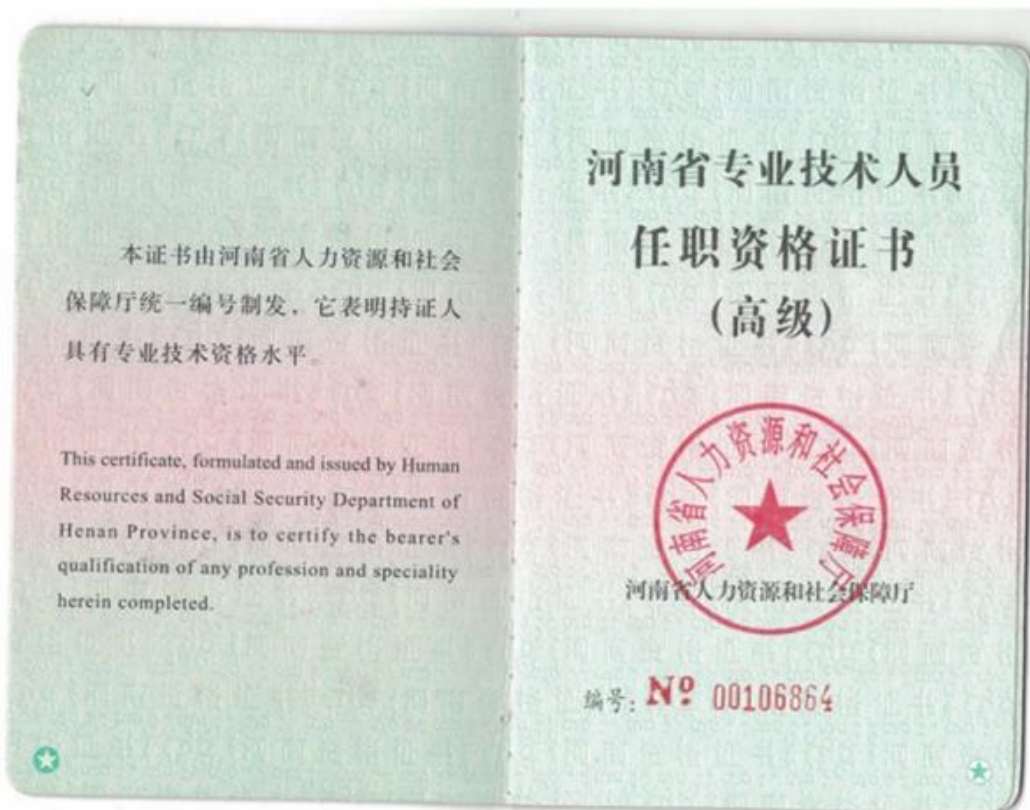 本证书由河南省人力资源和社会
保障厅统一编号制发，它表明持证人
具有专业技术资格水平。
This certificate, formulated and issued by Human
Resources and Social Security Department of
Henan Province, is to certify the bearer's
qualification of any profession and speciality
herein completed.
河南省专业技术人员
任职资格证书
（高级）
河南省人力资源和社会保障厅
河南省人力资源和社会保障厅
编号：Nº 00106864